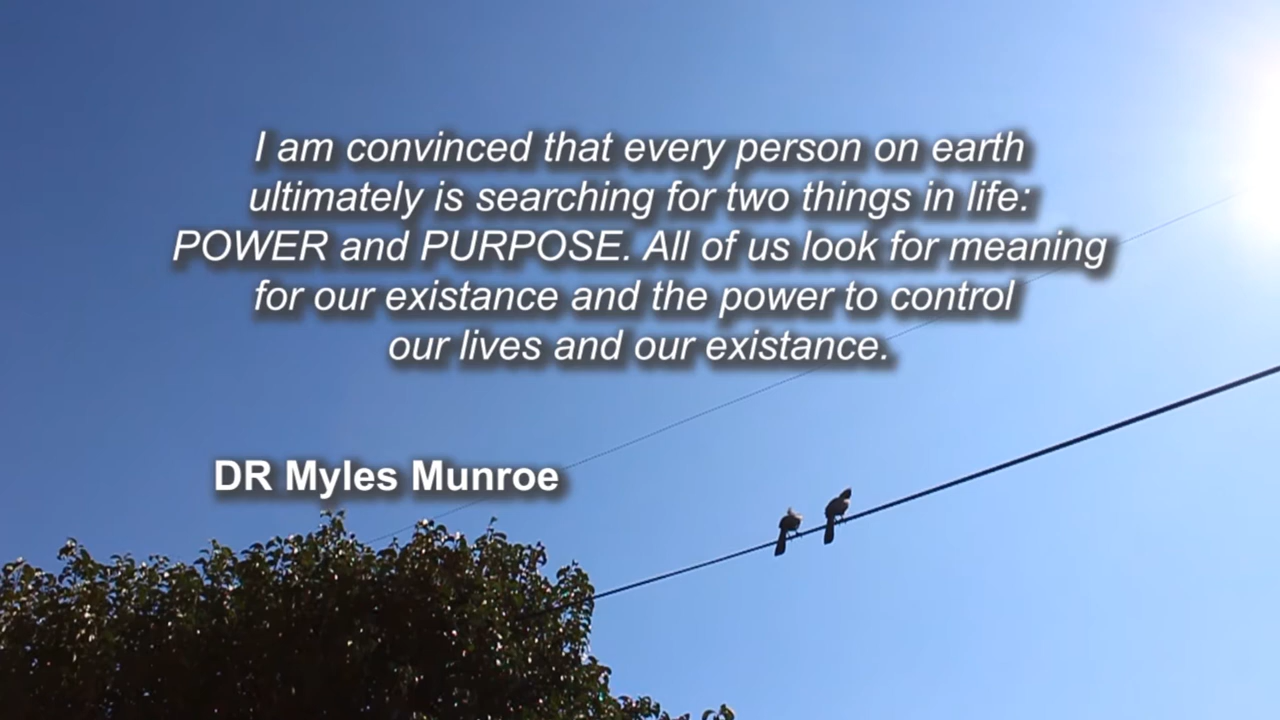 I am convinced that every person on earth
ultimately is searching for two things in life:
POWER and PURPOSE. All of us look for meaning
for our existance and the power to control
our lives and our existance.
DR Myles Munroe